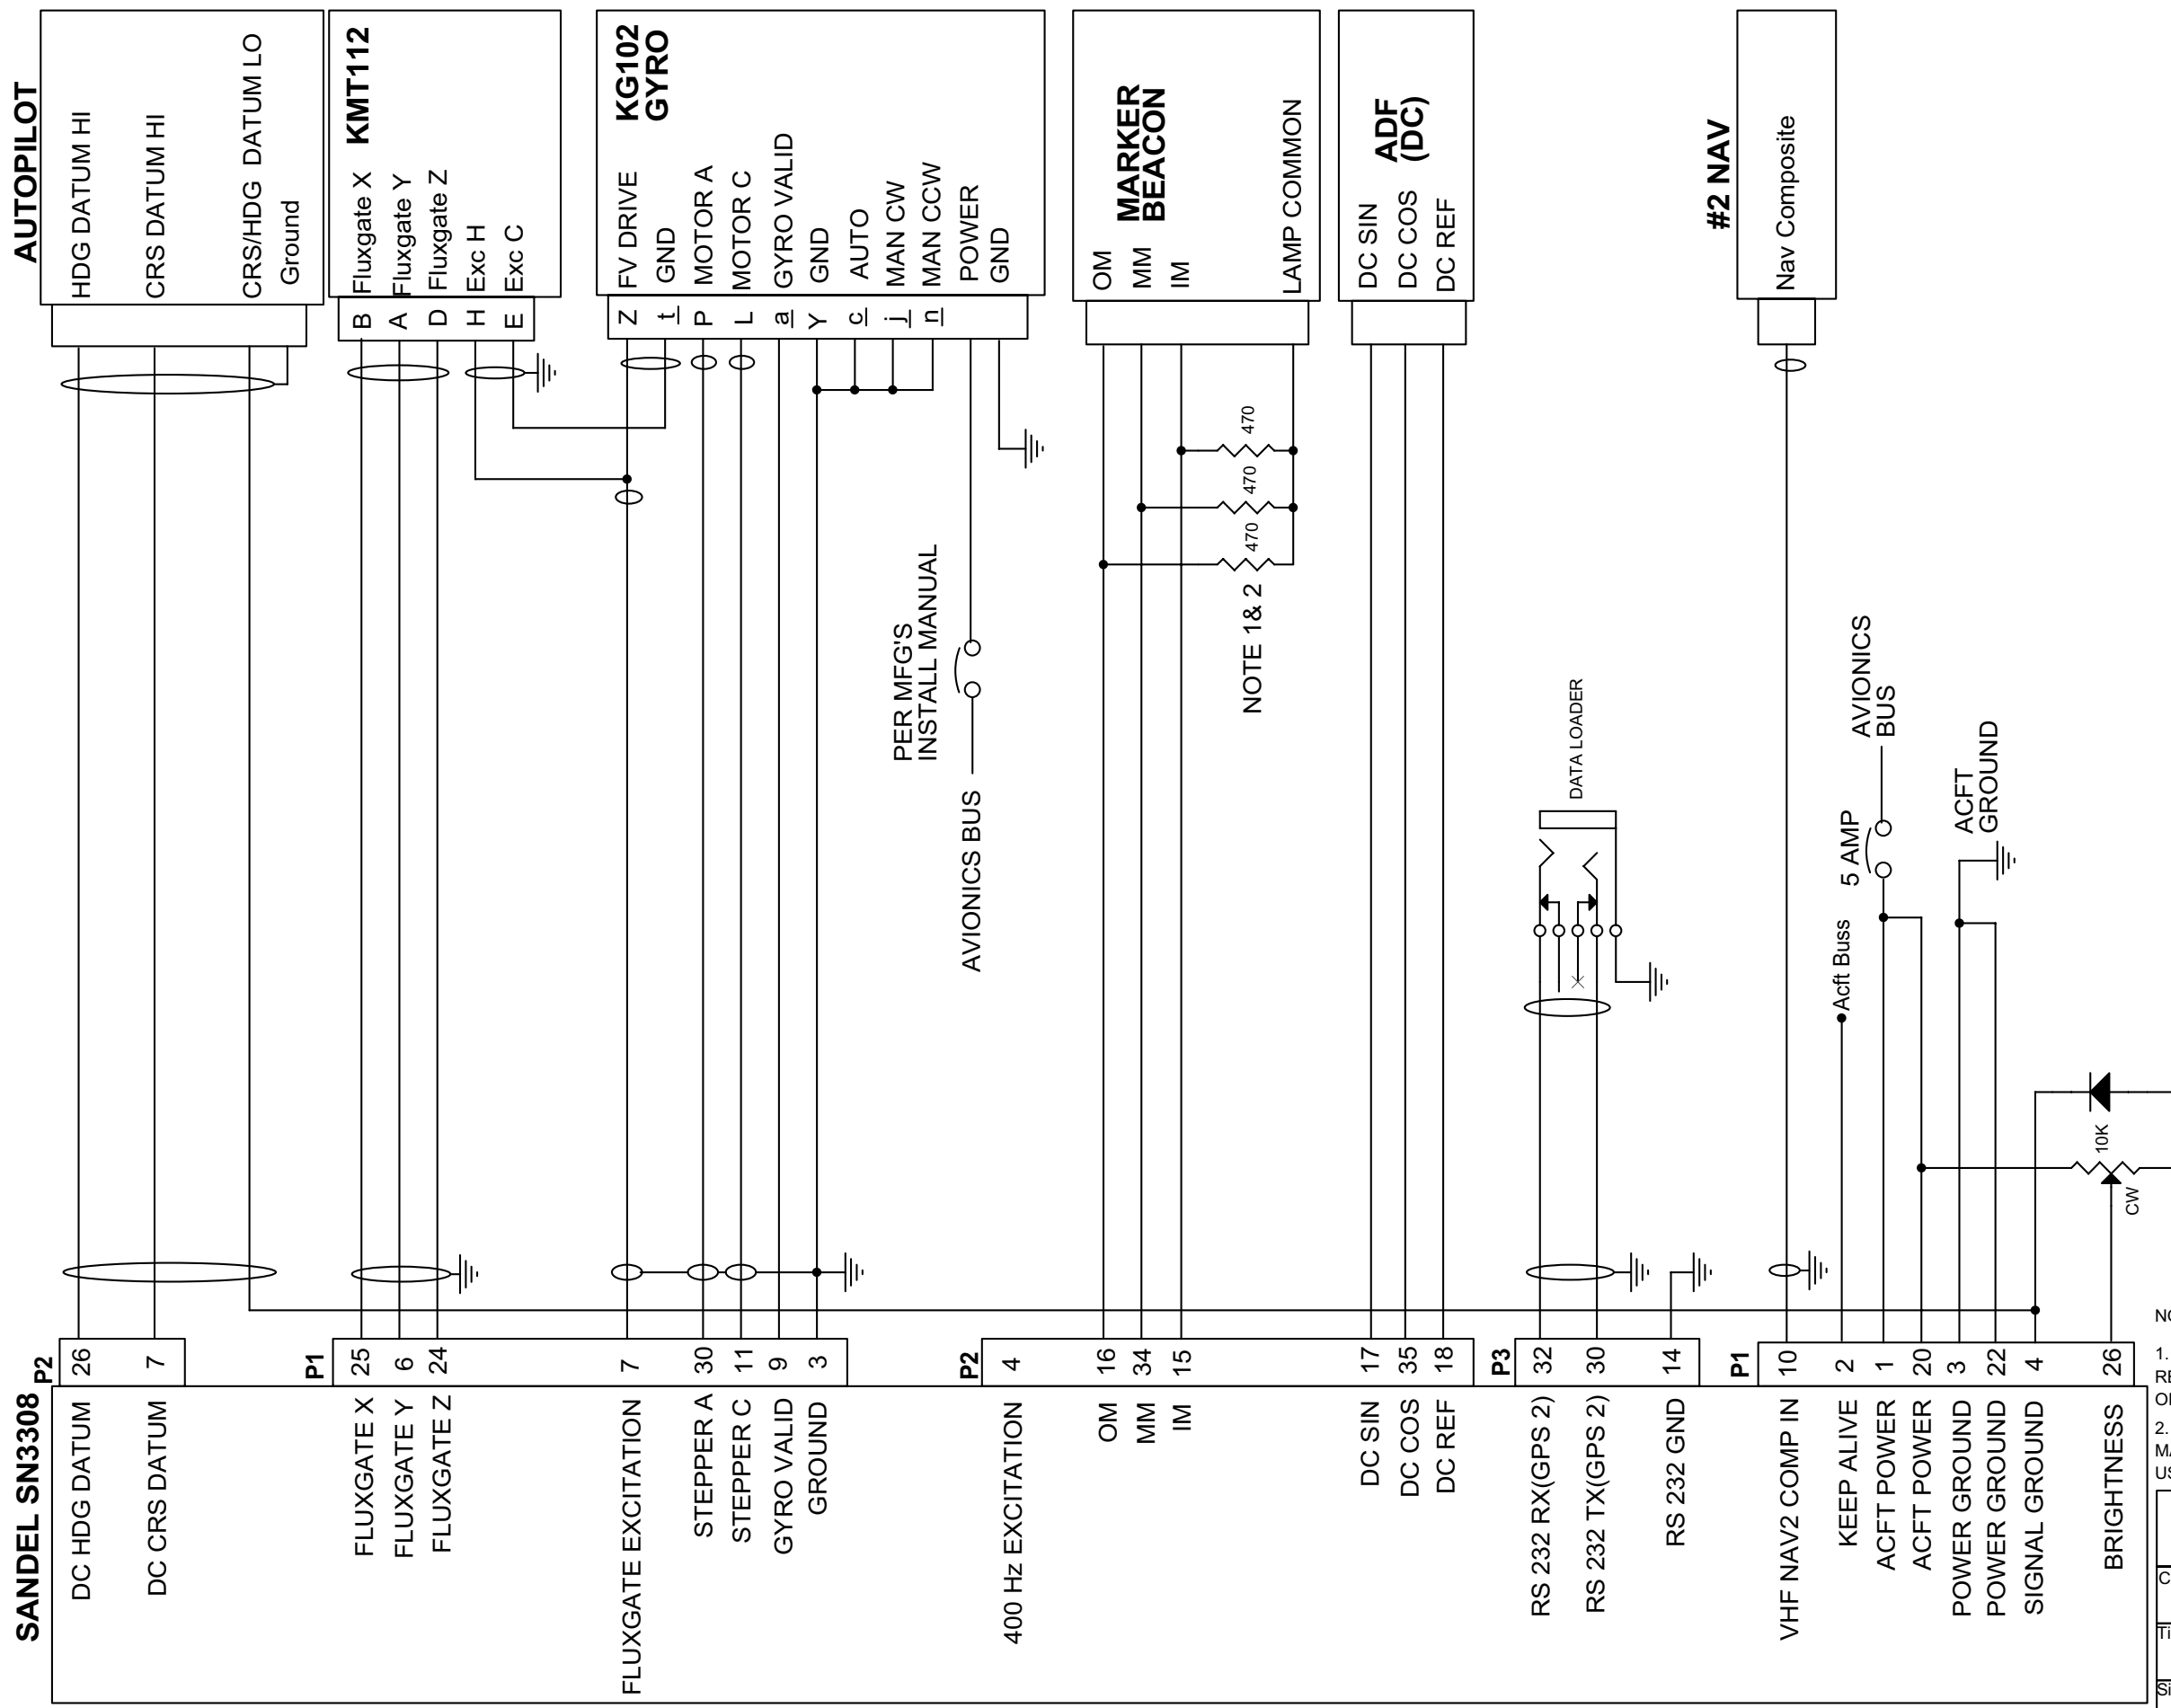 SANDEL SN3308
P2
DC HDG DATUM 26
DC CRS DATUM 7
AUTOPILOT
HDG DATUM HI
CRS DATUM HI
CRS/HDG DATUM LO
Ground
P1
FLUXGATE X 25
FLUXGATE Y 6
FLUXGATE Z 24
KMT112
B Fluxgate X
A Fluxgate Y
D Fluxgate Z
H Exc H
E Exc C
FLUXGATE EXCITATION 7
STEPPER A 30
STEPPER C 11
GYRO VALID 9
GROUND 3
KG102
GYRO
Z FV DRIVE
t GND
P MOTOR A
L MOTOR C
a GYRO VALID
Y GND
c AUTO
j MAN CW
n MAN CCW
POWER
GND
PER MFG'S
INSTALL MANUAL
AVIONICS BUS
P2
400 Hz EXCITATION 4
OM 16
MM 34
IM 15
MARKER
BEACON
OM
MM
IM
LAMP COMMON
470
470
470
NOTE 1& 2
DC SIN 17
DC COS 35
DC REF 18
ADF
(DC)
DC SIN
DC COS
DC REF
P3
RS 232 RX(GPS 2) 32
RS 232 TX(GPS 2) 30
RS 232 GND 14
DATA LOADER
P1
VHF NAV2 COMP IN 10
#2 NAV
Nav Composite
KEEP ALIVE 2
Acft Buss
ACFT POWER 1
ACFT POWER 20
5 AMP
AVIONICS
BUS
POWER GROUND 3
POWER GROUND 22
ACFT
GROUND
SIGNAL GROUND 4
BRIGHTNESS 26
10K
CW
1.
2.